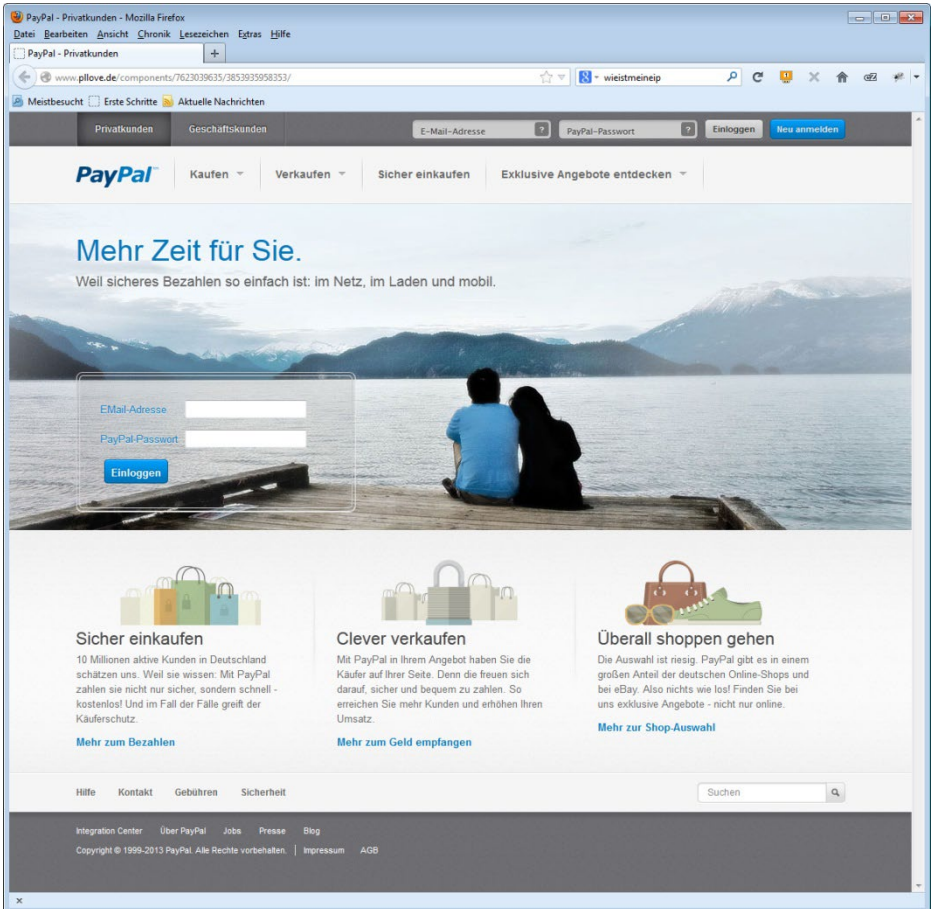 PayPal - Privatkunden - Mozilla Firefox
Datei Bearbeiten Ansicht Chronik Lesezeichen Extras Hilfe
PayPal - Privatkunden
www.pllove.de/components/7623039635/3853935958353/
wieistmeineip
Meistbesucht Erste Schritte Aktuelle Nachrichten
Privatkunden Geschäftskunden E-Mail-Adresse ? PayPal-Passwort ? Einloggen Neu anmelden
PayPal Kaufen Verkaufen Sicher einkaufen Exklusive Angebote entdecken
Mehr Zeit für Sie.
Weil sicheres Bezahlen so einfach ist: im Netz, im Laden und mobil.
EMail-Adresse
PayPal-Passwort
Einloggen
Sicher einkaufen
10 Millionen aktive Kunden in Deutschland
schätzen uns. Weil sie wissen: Mit PayPal
zahlen sie nicht nur sicher, sondern schnell -
kostenlos! Und im Fall der Fälle greift der
Käuferschutz.
Mehr zum Bezahlen
Clever verkaufen
Mit PayPal in Ihrem Angebot haben Sie die
Käufer auf Ihrer Seite. Denn die freuen sich
darauf, sicher und bequem zu zahlen. So
erreichen Sie mehr Kunden und erhöhen Ihren
Umsatz.
Mehr zum Geld empfangen
Überall shoppen gehen
Die Auswahl ist riesig. PayPal gibt es in einem
großen Anteil der deutschen Online-Shops und
bei eBay. Also nichts wie los! Finden Sie bei
uns exklusive Angebote - nicht nur online.
Mehr zur Shop-Auswahl
Hilfe Kontakt Gebühren Sicherheit Suchen
Integration Center Über PayPal Jobs Presse Blog
Copyright © 1999-2013 PayPal. Alle Rechte vorbehalten. | Impressum AGB